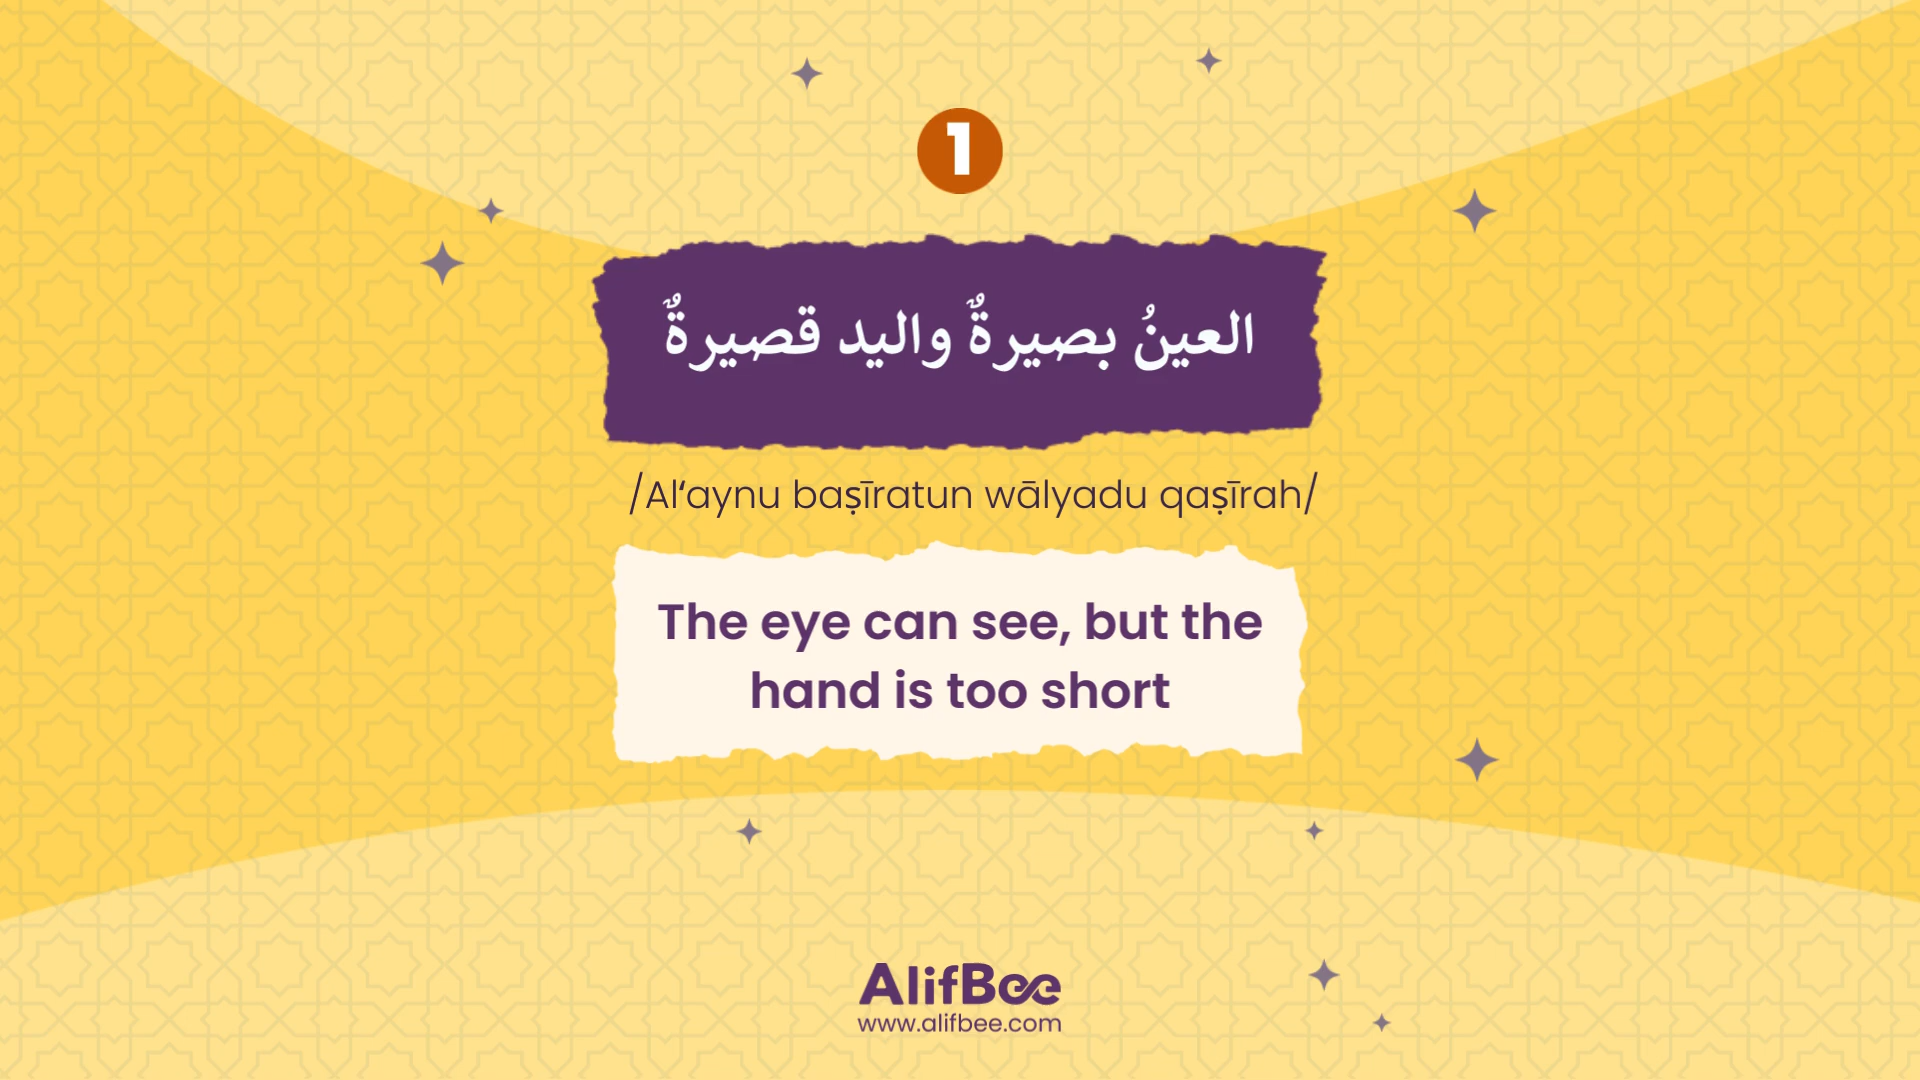 1
العينُ بصيرةٌ واليد قصيرةٌ
/Al‘aynu baṣīratun wālyadu qaṣīrah/
The eye can see, but the
hand is too short
AlifBee
www.alifbee.com